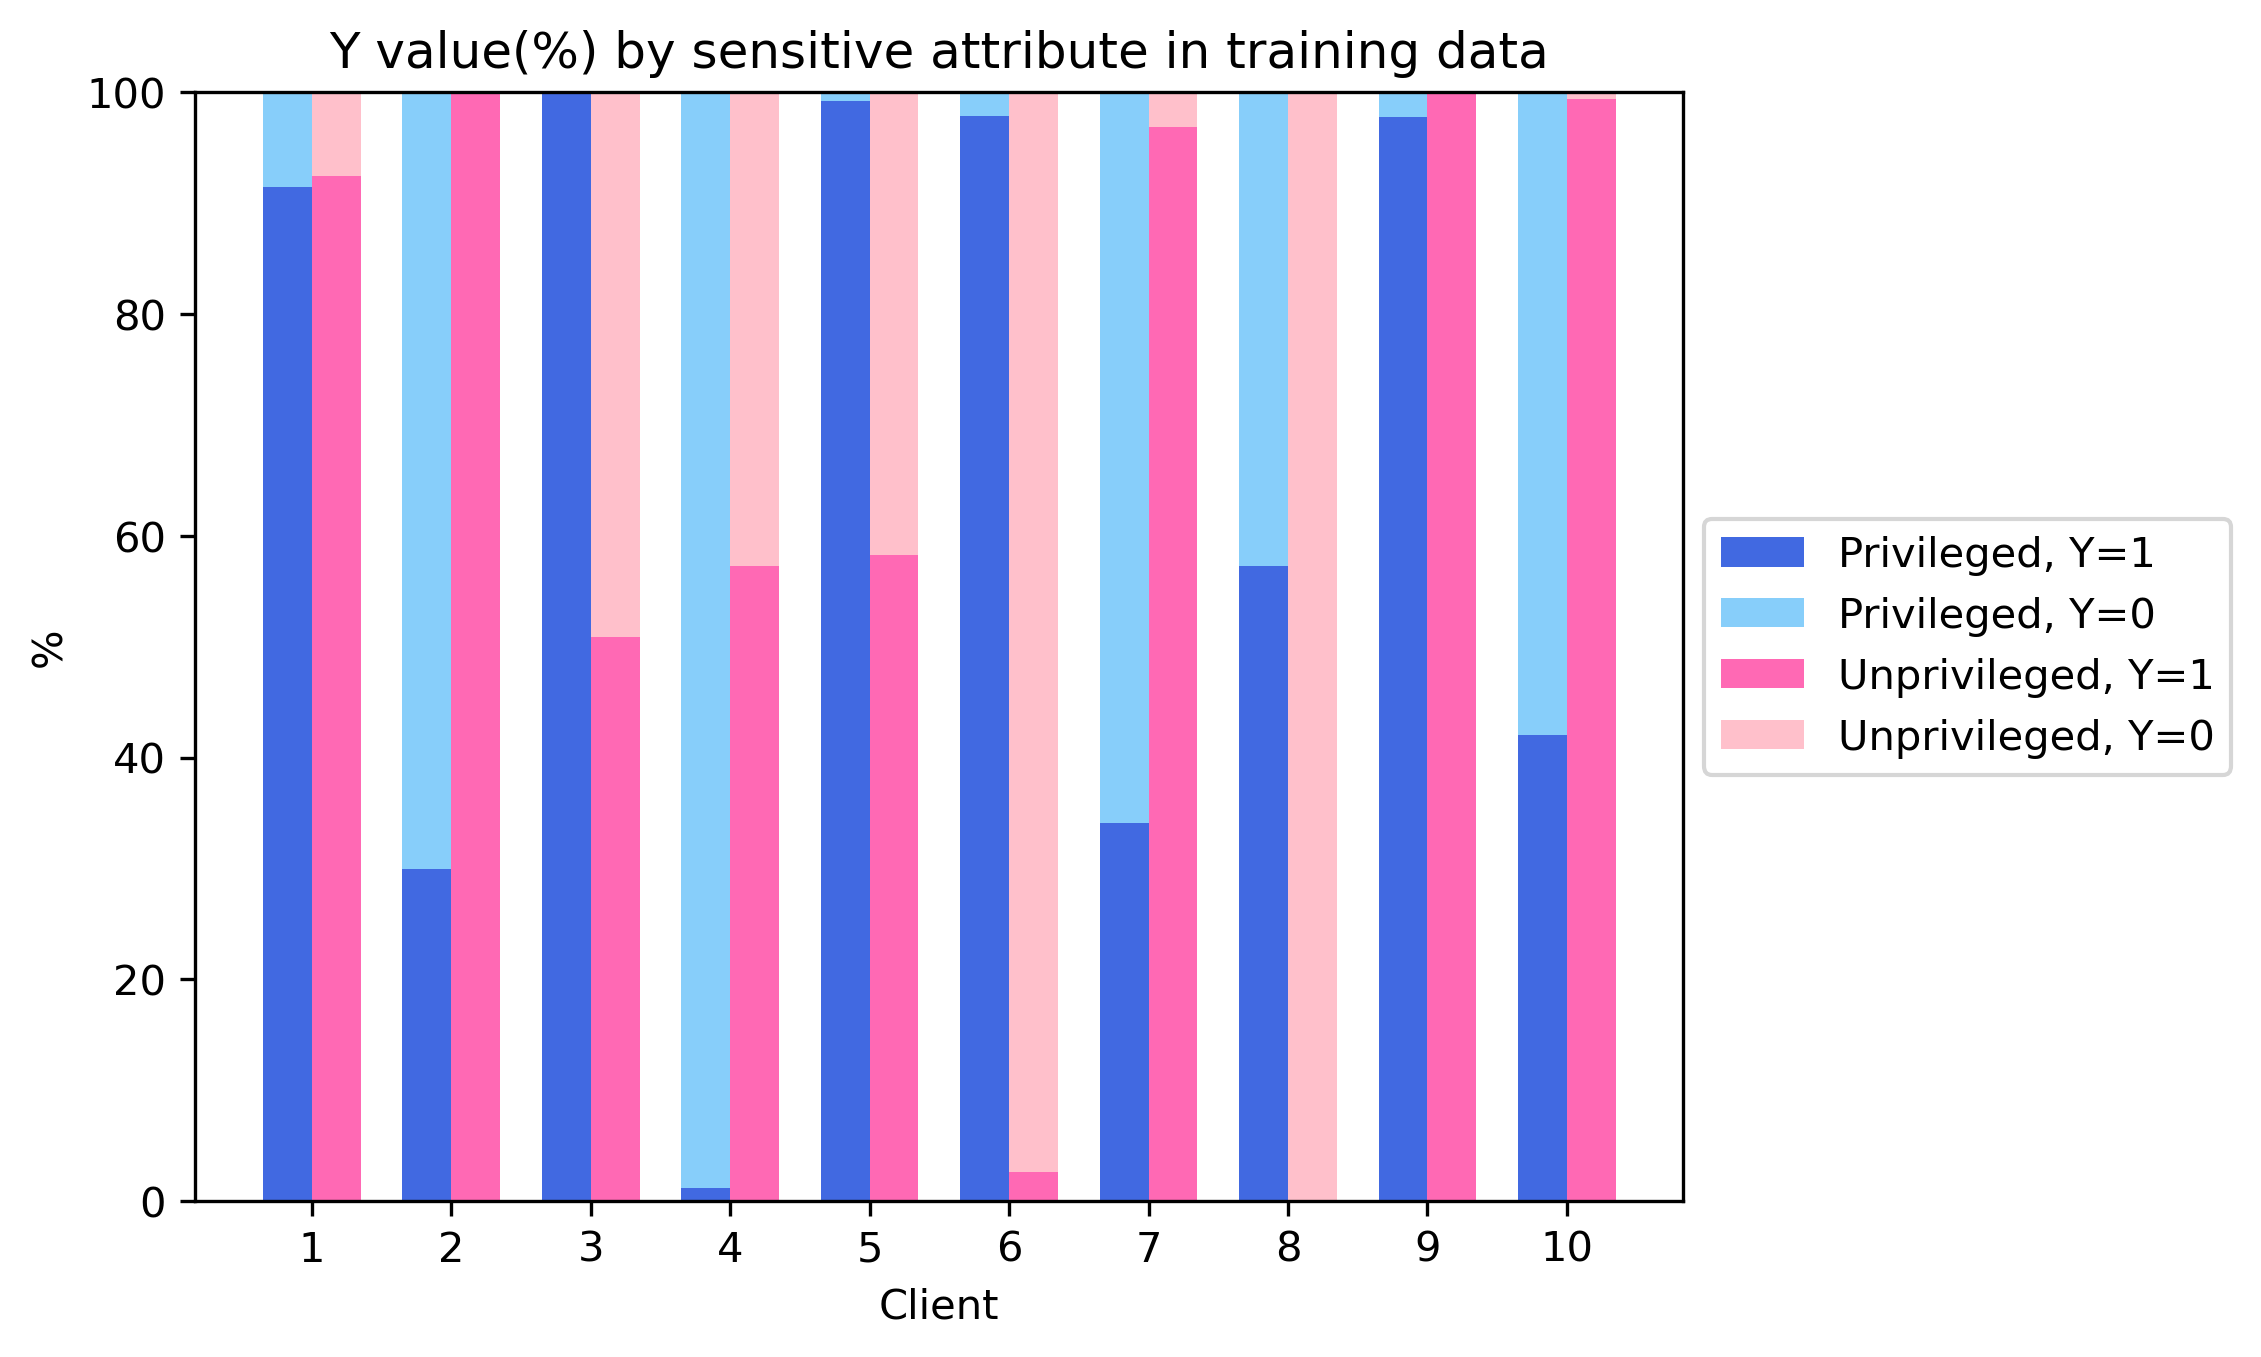 Y value(%) by sensitive attribute in training data
100
80
60
40
20
0
%
1 2 3 4 5 6 7 8 9 10
Client
Privileged, Y=1
Privileged, Y=0
Unprivileged, Y=1
Unprivileged, Y=0